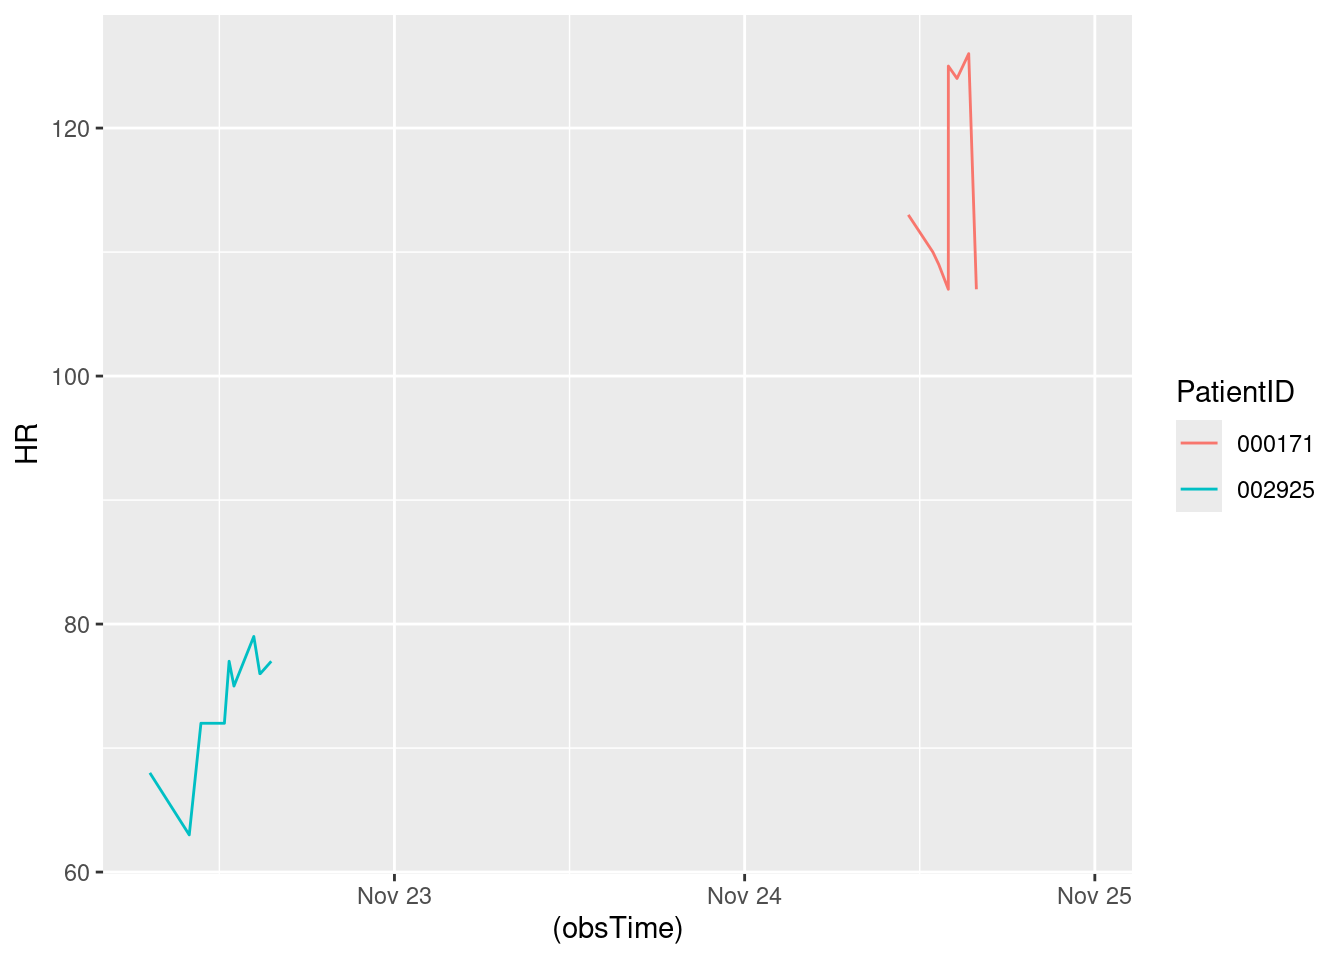 120
100
80
60
HR
Nov 23
Nov 24
Nov 25
(obsTime)
PatientID
000171
002925